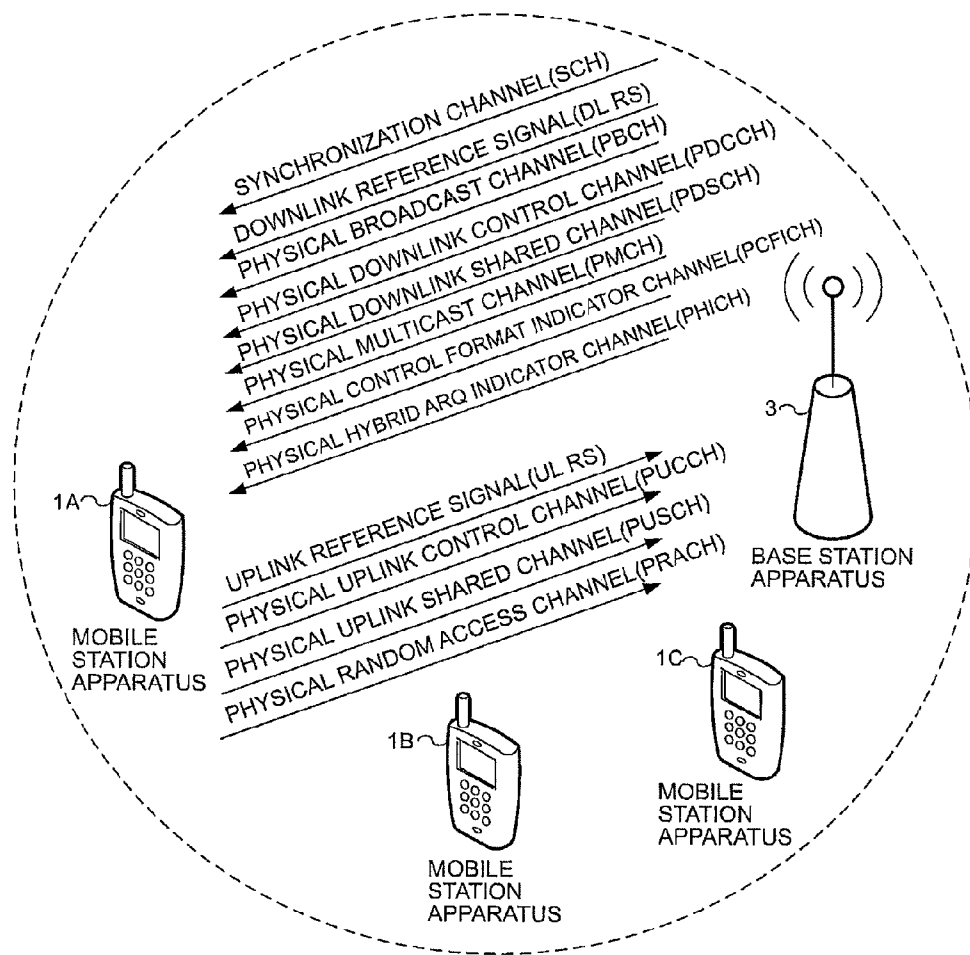 SYNCHRONIZATION CHANNEL(SCH)
DOWNLINK REFERENCE SIGNAL(DL RS)
PHYSICAL BROADCAST CHANNEL(PBCH)
PHYSICAL DOWNLINK CONTROL CHANNEL(PDCCH)
PHYSICAL DOWNLINK SHARED CHANNEL(PDSCH)
PHYSICAL MULTICAST CHANNEL(PMCH)
PHYSICAL CONTROL FORMAT INDICATOR CHANNEL(PCFICH)
PHYSICAL HYBRID ARQ INDICATOR CHANNEL(PHICH)
3
BASE STATION
APPARATUS
1A
MOBILE
STATION
APPARATUS
UPLINK REFERENCE SIGNAL(UL RS)
PHYSICAL UPLINK CONTROL CHANNEL(PUCCH)
PHYSICAL UPLINK SHARED CHANNEL(PUSCH)
PHYSICAL RANDOM ACCESS CHANNEL(PRACH)
1B
MOBILE
STATION
APPARATUS
1C
MOBILE
STATION
APPARATUS